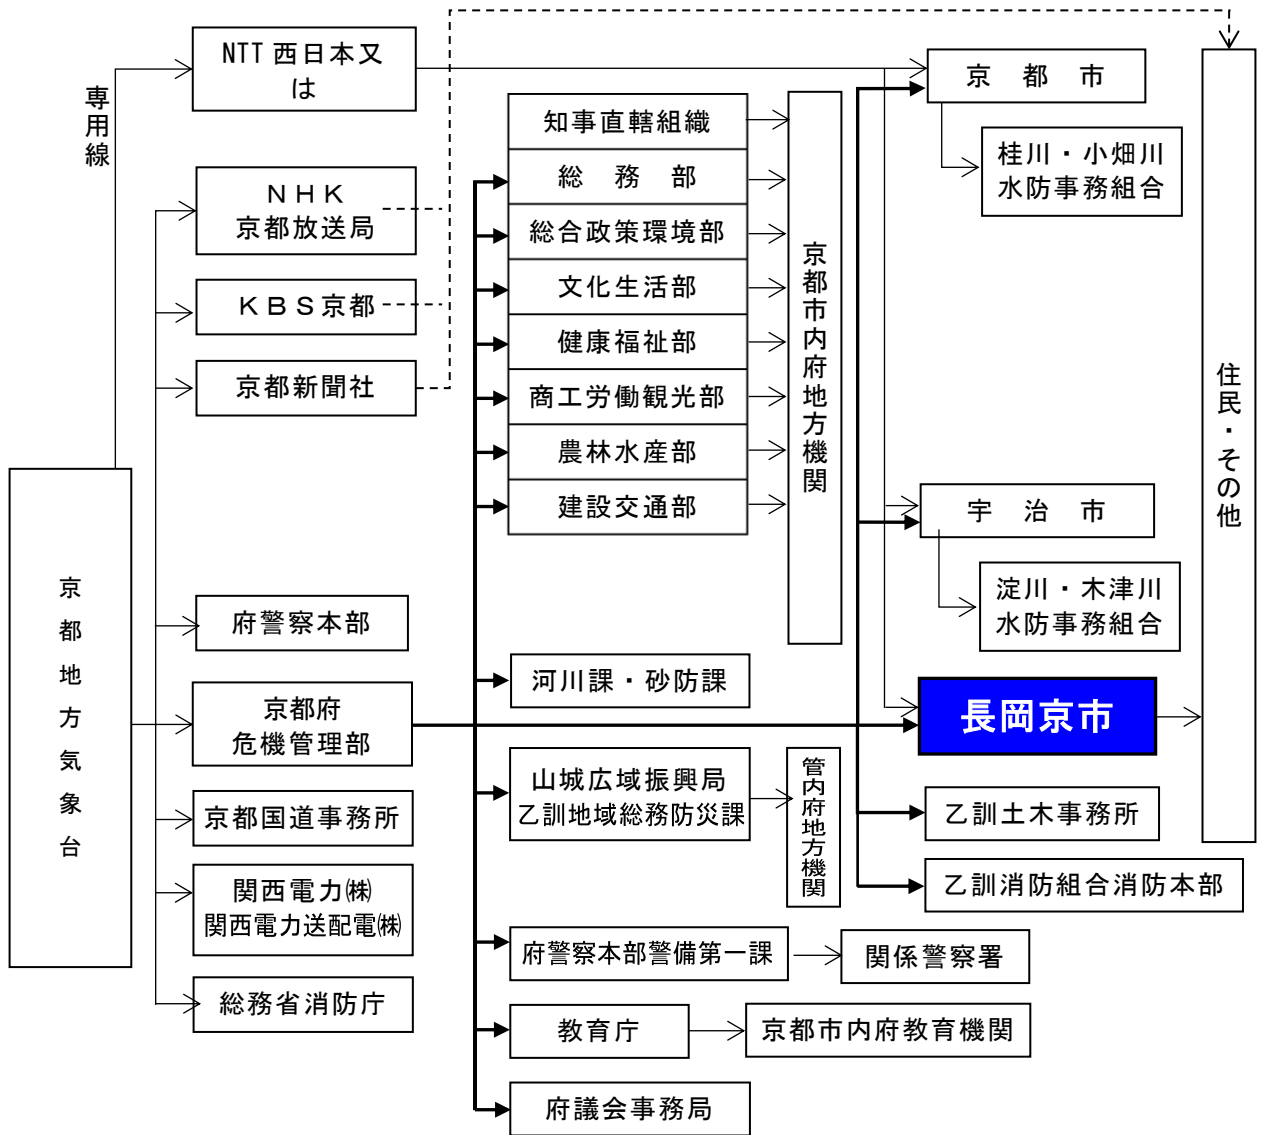 専用線
NTT 西日本又
は
NHK
京都放送局
KBS京都
京都新聞社
京都地方気象台
府警察本部
京都府
危機管理部
京都国道事務所
関西電力㈱
関西電力送配電㈱
総務省消防庁
知事直轄組織
総務部
総合政策環境部
文化生活部
健康福祉部
商工労働観光部
農林水産部
建設交通部
京都市内府地方機関
河川課・砂防課
山城広域振興局
乙訓地域総務防災課
管内府地方機関
府警察本部警備第一課
関係警察署
教育庁
京都市内府教育機関
府議会事務局
京都市
桂川・小畑川
水防事務組合
宇治市
淀川・木津川
水防事務組合
長岡京市
乙訓土木事務所
乙訓消防組合消防本部
住民・その他